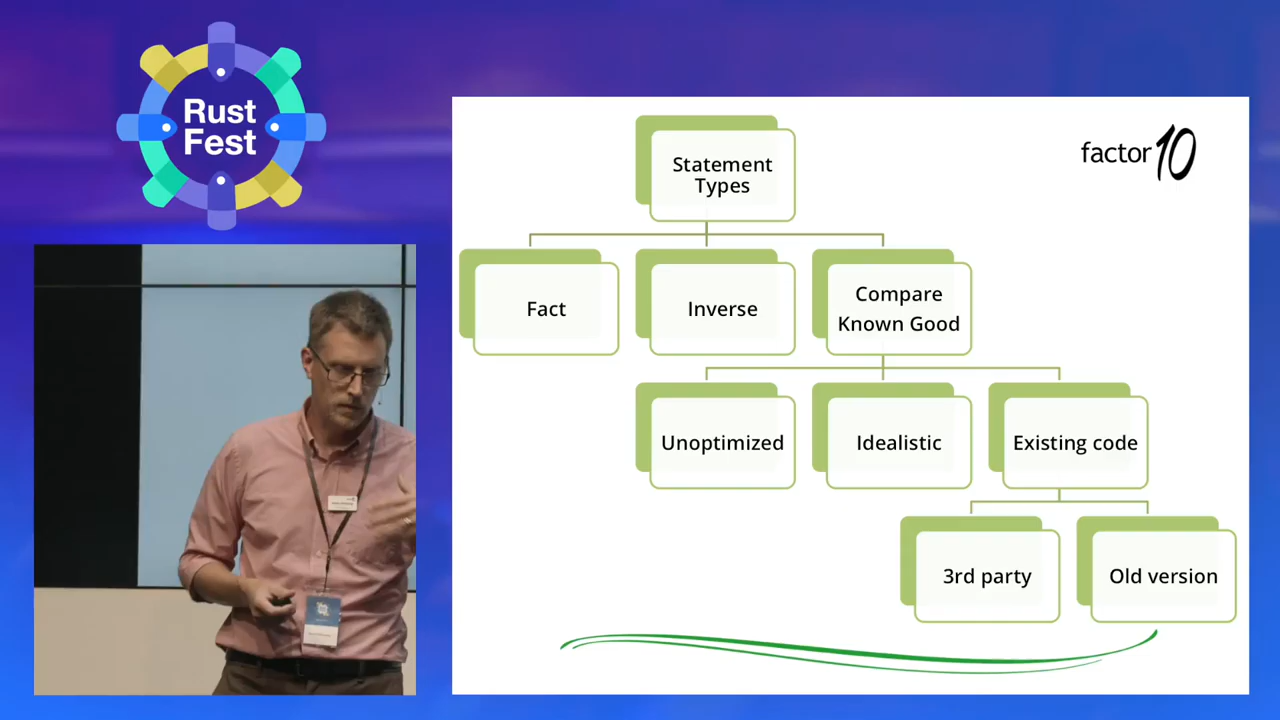 Rust
Fest
factor10
Statement
Types
Fact
Inverse
Compare
Known Good
Unoptimized
Idealistic
Existing code
3rd party
Old version